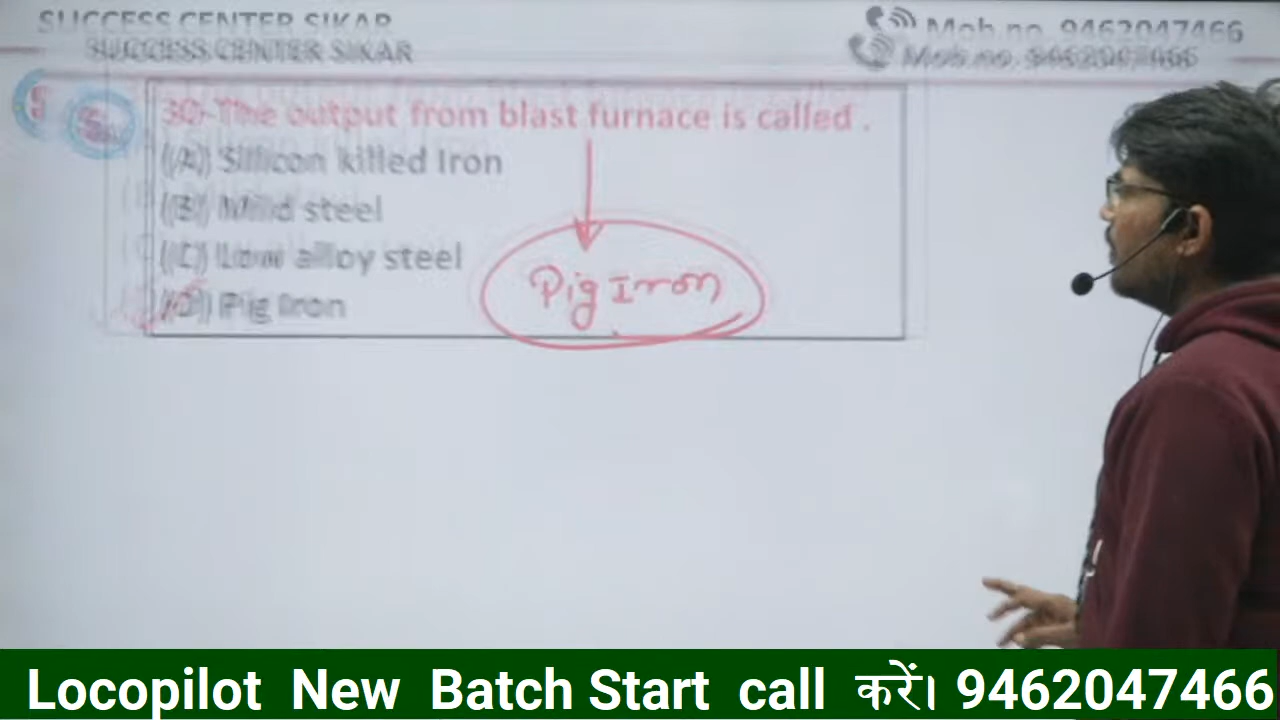 SUCCESS CENTER SIKAR
Mob.no. 9462047466
SUCCESS CENTER SIKAR
Mob.no. 9462047466
30-The output from blast furnace is called .
(A) Silicon killed Iron
(B) Mild steel
(C) Low alloy steel
(D) Pig Iron
Pig Iron
Locopilot New Batch Start call करें। 9462047466